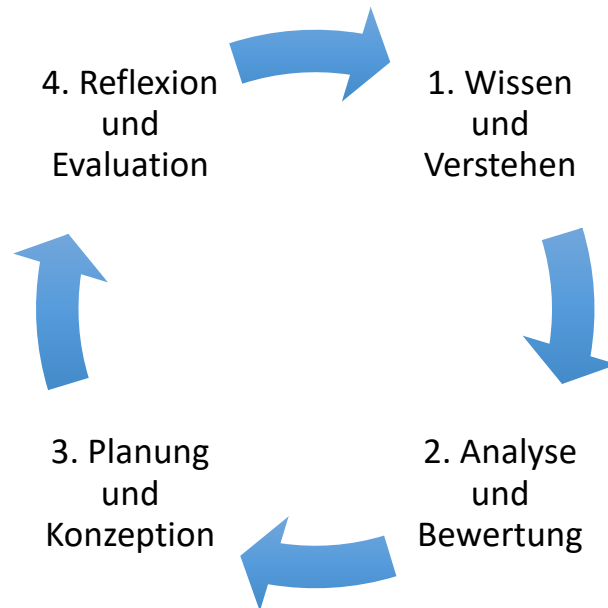 1. Wissen
und
Verstehen
2. Analyse
und
Bewertung
3. Planung
und
Konzeption
4. Reflexion
und
Evaluation